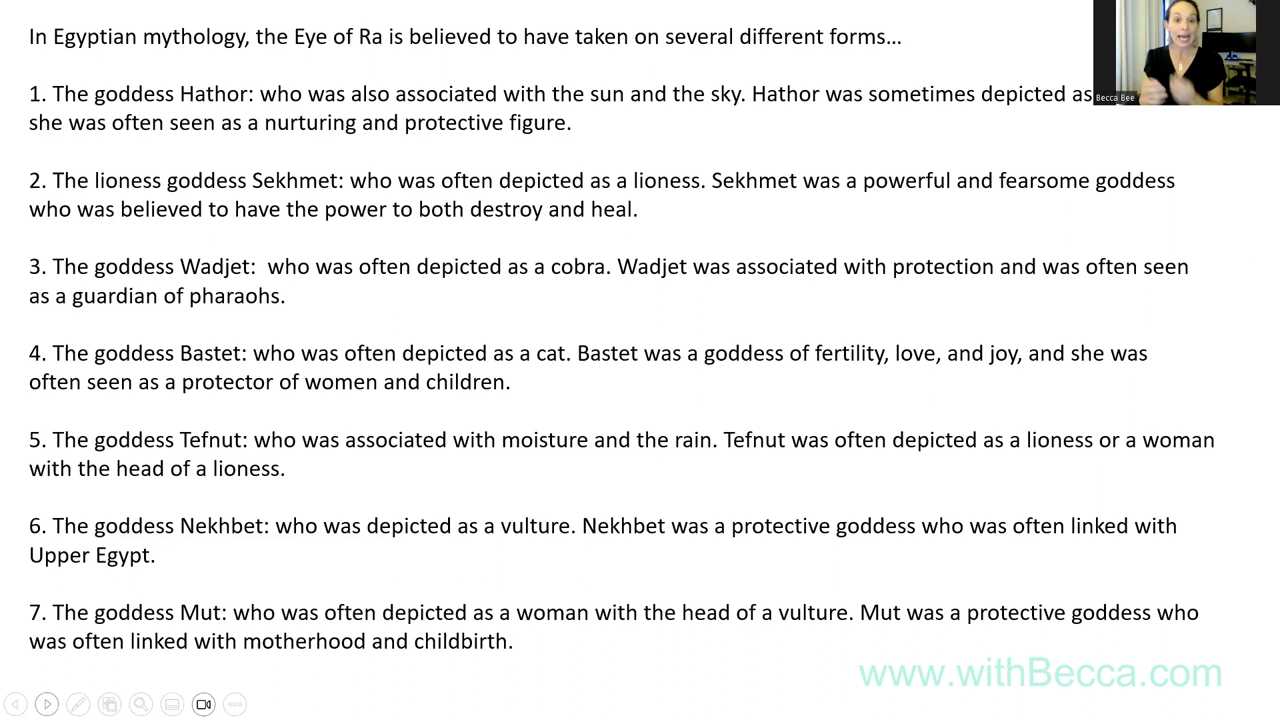 In Egyptian mythology, the Eye of Ra is believed to have taken on several different forms…
1. The goddess Hathor: who was also associated with the sun and the sky. Hathor was sometimes depicted as
she was often seen as a nurturing and protective figure.
2. The lioness goddess Sekhmet: who was often depicted as a lioness. Sekhmet was a powerful and fearsome goddess
who was believed to have the power to both destroy and heal.
3. The goddess Wadjet:  who was often depicted as a cobra. Wadjet was associated with protection and was often seen
as a guardian of pharaohs.
4. The goddess Bastet: who was often depicted as a cat. Bastet was a goddess of fertility, love, and joy, and she was
often seen as a protector of women and children.
5. The goddess Tefnut: who was associated with moisture and the rain. Tefnut was often depicted as a lioness or a woman
with the head of a lioness.
6. The goddess Nekhbet: who was depicted as a vulture. Nekhbet was a protective goddess who was often linked with
Upper Egypt.
7. The goddess Mut: who was often depicted as a woman with the head of a vulture. Mut was a protective goddess who
was often linked with motherhood and childbirth.
www.withBecca.com
Becca Bee